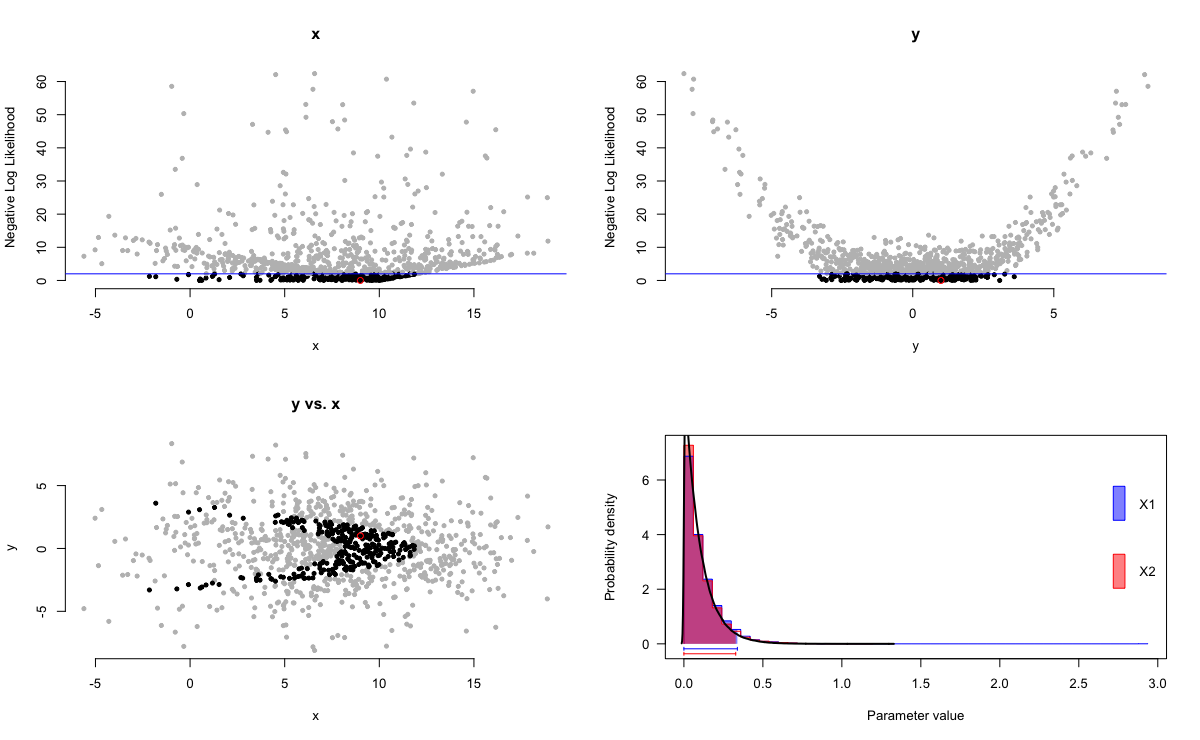 x
Negative Log Likelihood
60
50
40
30
20
10
0
-5 0 5 10 15
x
y
Negative Log Likelihood
60
50
40
30
20
10
0
-5 0 5
y
y vs. x
y
5
0
-5
-5 0 5 10 15
x
Probability density
6
4
2
0
X1
X2
0.0 0.5 1.0 1.5 2.0 2.5 3.0
Parameter value